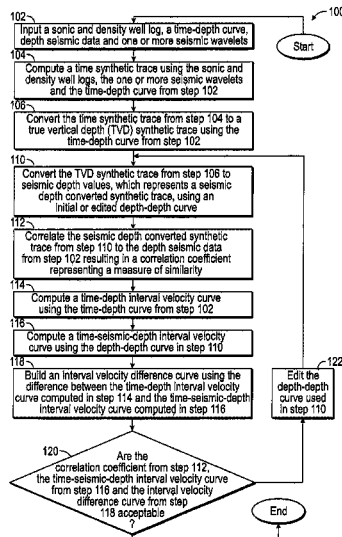 100
Start
102
Input a sonic and density well log, a time-depth curve,
depth seismic data and one or more seismic wavelets
104
Compute a time synthetic trace using the sonic and
density well logs, the one or more seismic wavelets
and the time-depth curve from step 102
106
Convert the time synthetic trace from step 104 to a
true vertical depth (TVD) synthetic trace using the
time-depth curve from step 102
110
Convert the TVD synthetic trace from step 106 to
seismic depth values, which represents a seismic
depth converted synthetic trace, using an
initial or edited depth-depth curve
112
Correlate the seismic depth converted synthetic
trace from step 110 to the depth seismic data
from step 102 resulting in a correlation coefficient
representing a measure of similarity
114
Compute a time-depth interval velocity curve
using the time-depth curve from step 102
116
Compute a time-seismic-depth interval velocity
curve using the depth-depth curve in step 110
118
Build an interval velocity difference curve using the
difference between the time-depth interval velocity
curve computed in step 114 and the time-seismic-depth
interval velocity curve computed in step 116
122
Edit the
depth-depth
curve used
in step 110
120
Are the
correlation coefficient from step 112,
the time-seismic-depth interval velocity curve
from step 116 and the interval velocity
difference curve from step
118 acceptable
?
End